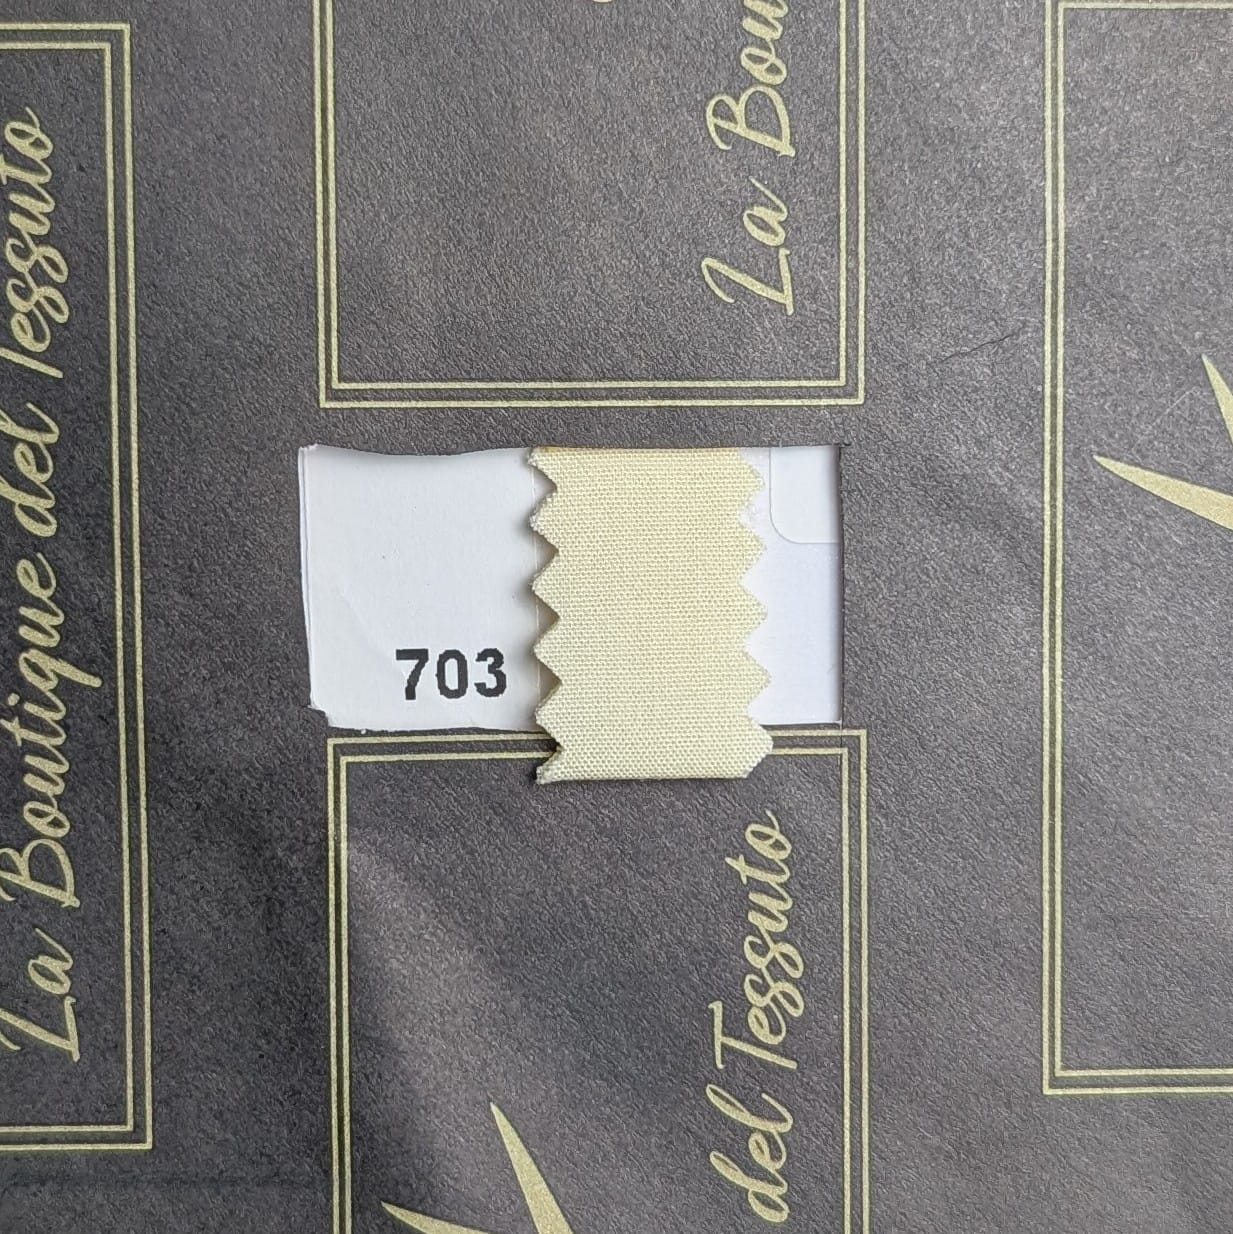 La Boutique del Tessuto
La Bou
703
del Tessuto